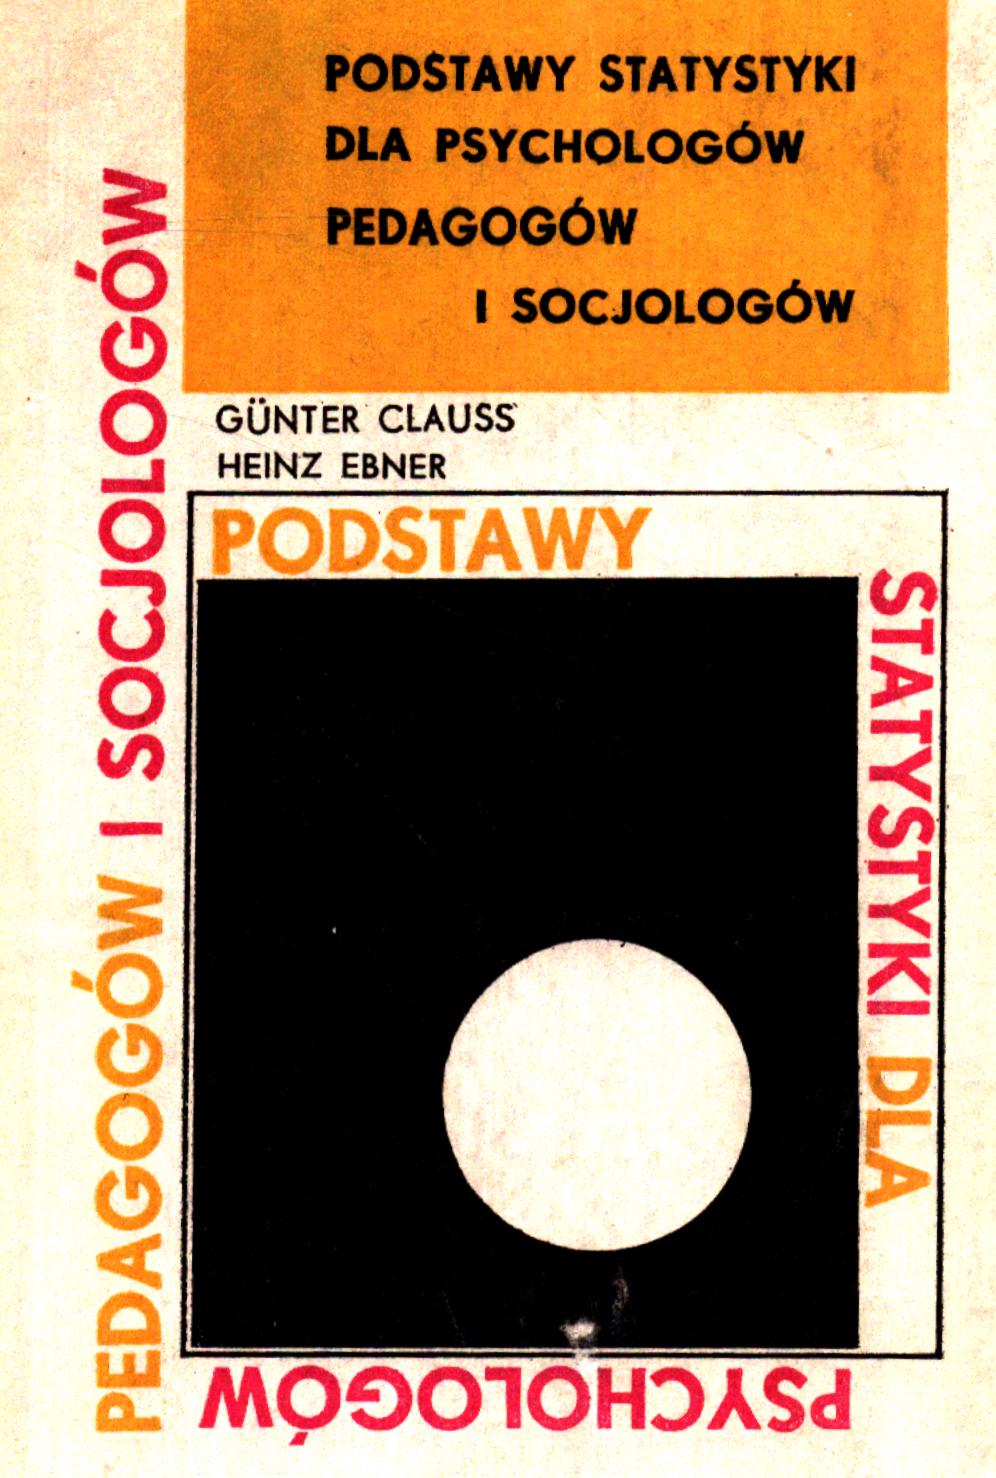 PODSTAWY STATYSTYKI
DLA PSYCHOLOGÓW
PEDAGOGÓW
I SOCJOLOGÓW
GÜNTER CLAUSS
HEINZ EBNER
PODSTAWY
STATYSTYKI DLA
PSYCHOLOGÓW
PEDAGOGÓW I SOCJOLOGÓW